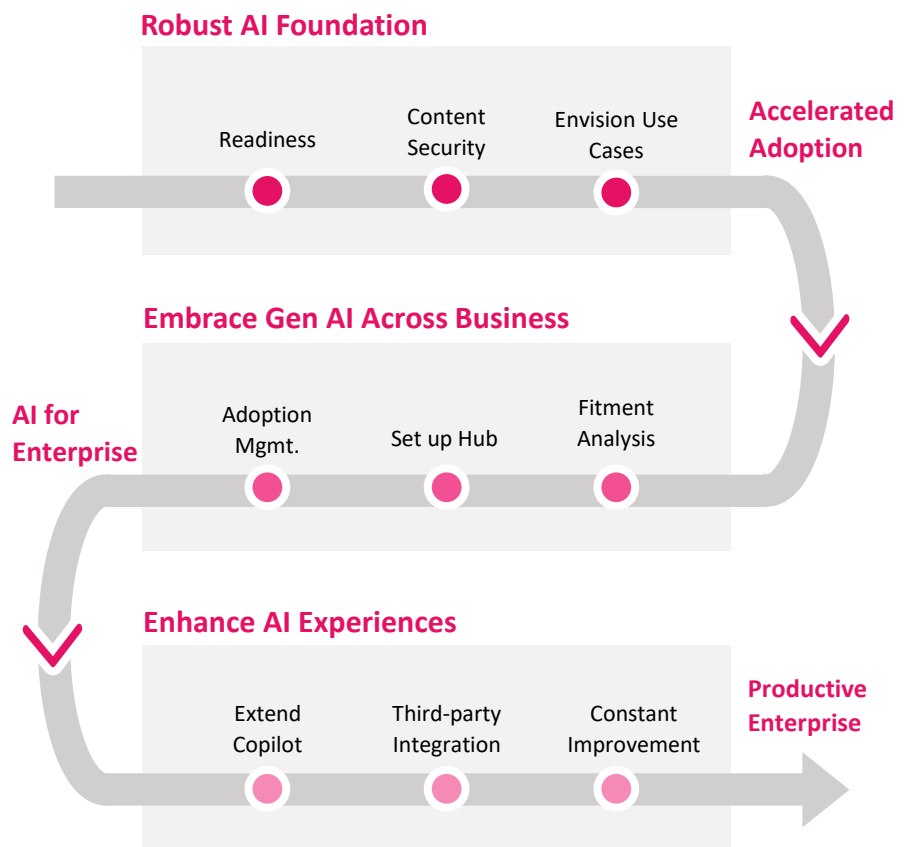 Robust AI Foundation
Readiness
Content
Security
Envision Use
Cases
Accelerated
Adoption
Embrace Gen AI Across Business
AI for
Enterprise
Adoption
Mgmt.
Set up Hub
Fitment
Analysis
Enhance AI Experiences
Extend
Copilot
Third-party
Integration
Constant
Improvement
Productive
Enterprise